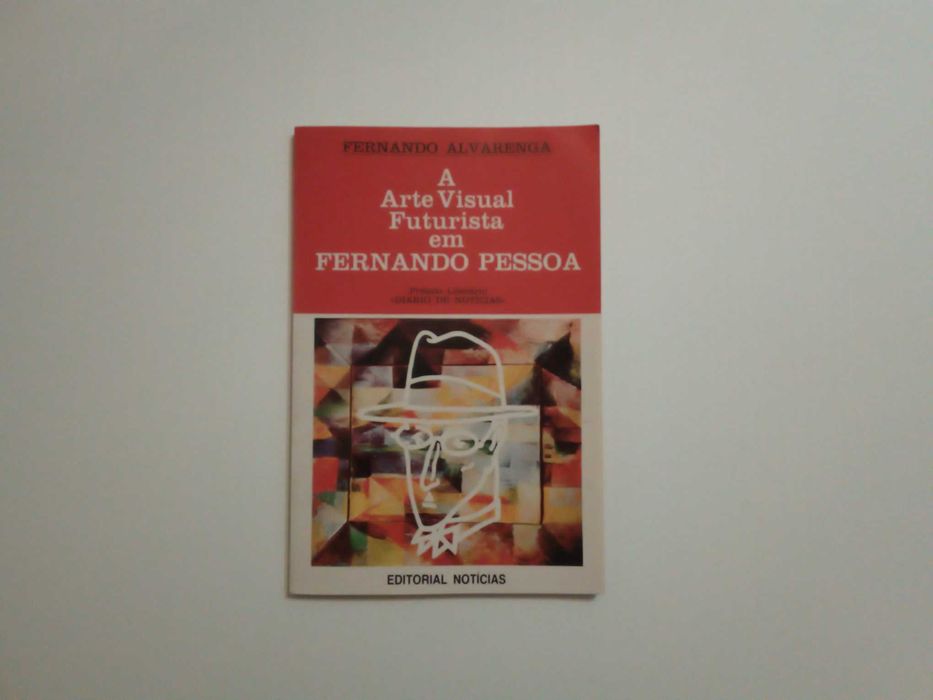 FERNANDO ALVARENGA
A
Arte Visual
Futurista
em
FERNANDO PESSOA
Prémio Literário
«DIÁRIO DE NOTÍCIAS»
EDITORIAL NOTÍCIAS